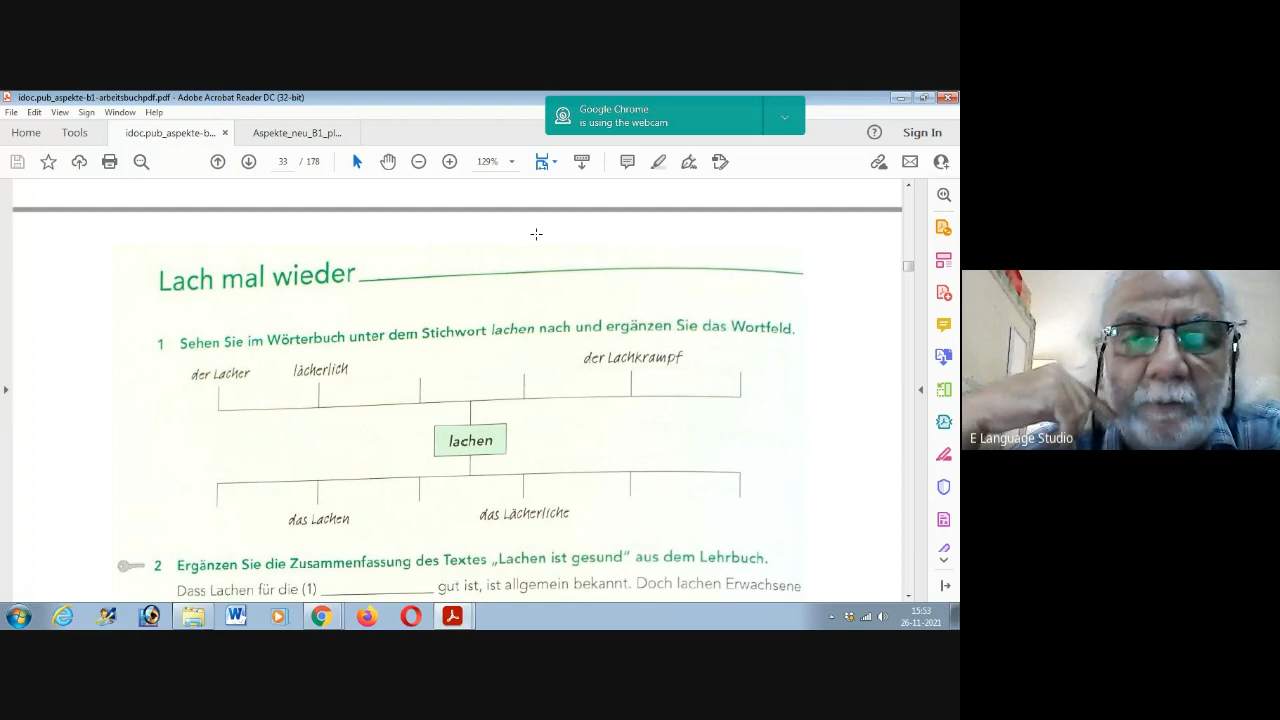 idoc.pub_aspekte-b1-arbeitsbuchpdf.pdf - Adobe Acrobat Reader DC (32-bit)
File Edit View Sign Window Help
Google Chrome
is using the webcam
Home Tools idoc.pub_aspekte-b... × Aspekte_neu_B1_pl... Sign In
33 / 178 129%
Lach mal wieder
1 Sehen Sie im Wörterbuch unter dem Stichwort lachen nach und ergänzen Sie das Wortfeld.
der Lacher lächerlich der Lachkrampf
lachen
das Lachen das Lächerliche
2 Ergänzen Sie die Zusammenfassung des Textes „Lachen ist gesund“ aus dem Lehrbuch.
Dass Lachen für die (1) ____________ gut ist, ist allgemein bekannt. Doch lachen Erwachsene
E Language Studio
15:53
26-11-2021